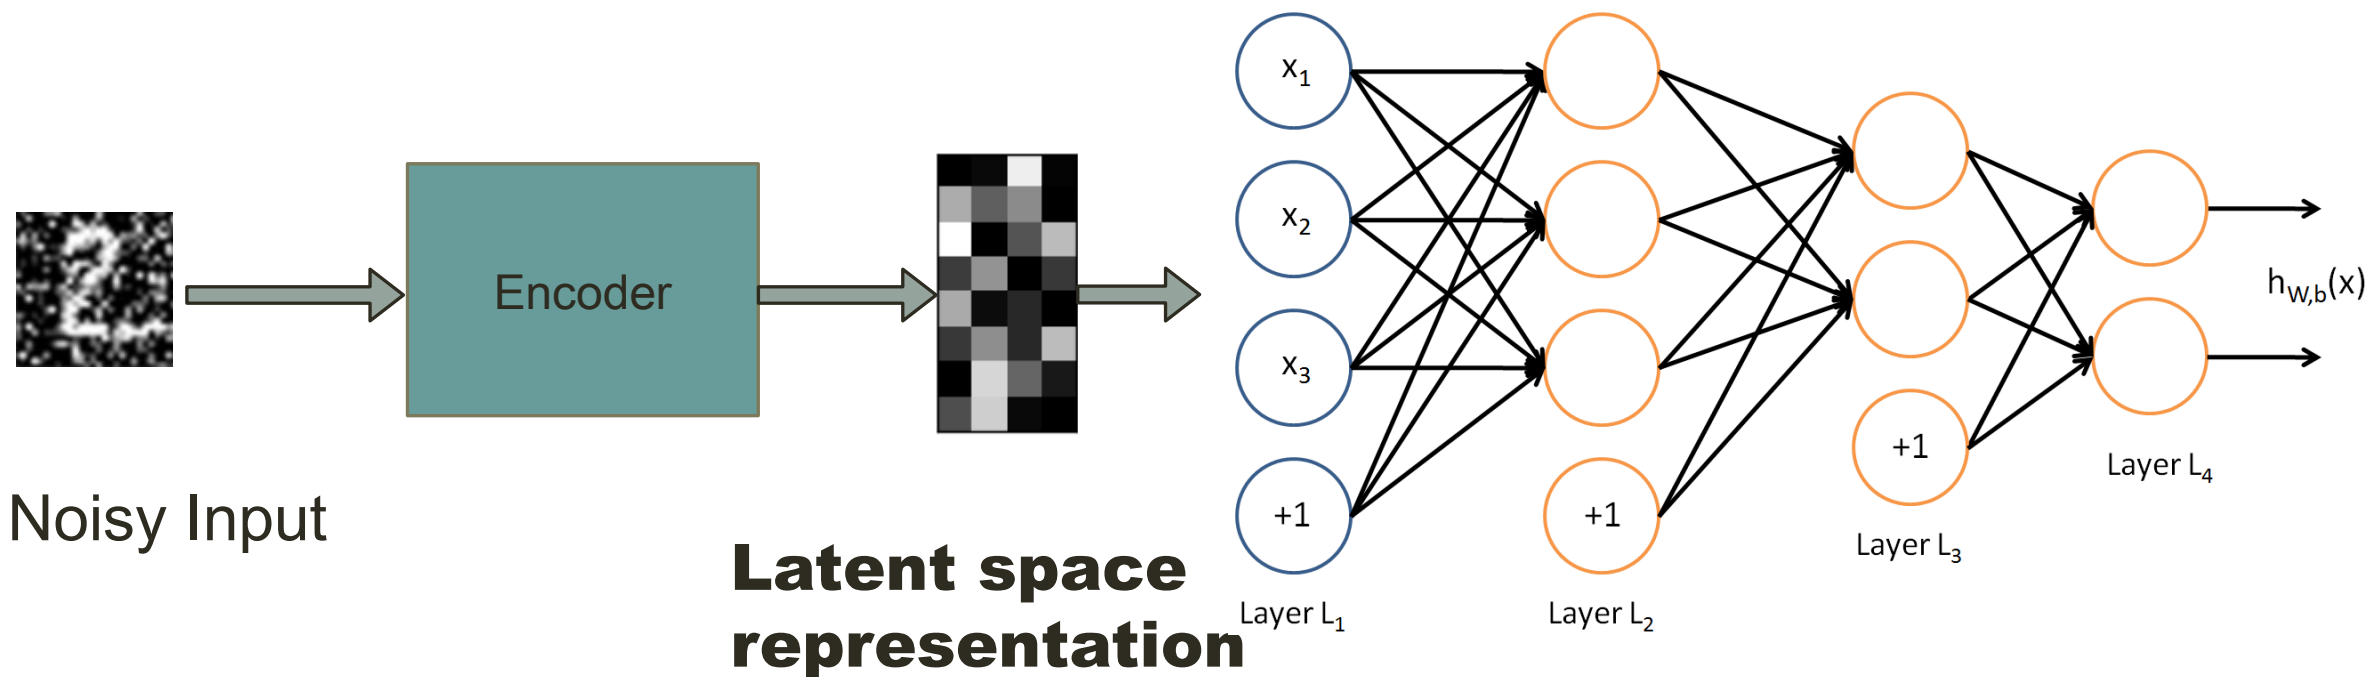 Noisy Input
Encoder
Latent space
representation
x₁
x₂
x₃
+1
Layer L₁
+1
Layer L₂
+1
Layer L₃
Layer L₄
h_W,b(x)